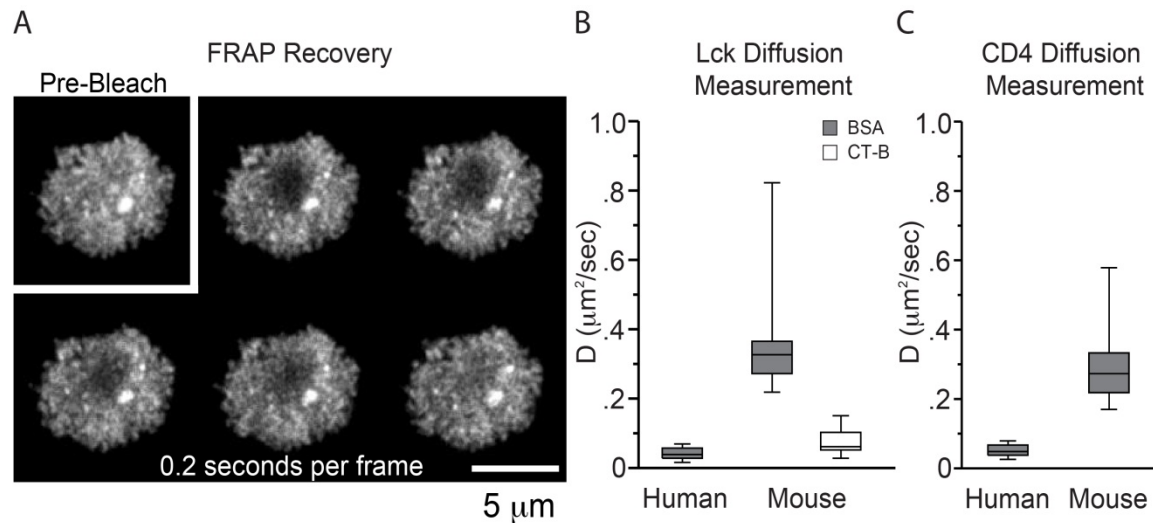 A
FRAP Recovery
Pre-Bleach
0.2 seconds per frame
5 μm
B
Lck Diffusion
Measurement
BSA
CT-B
D (μm²/sec)
1.0
.8
.6
.4
.2
0
Human
Mouse
C
CD4 Diffusion
Measurement
D (μm²/sec)
1.0
.8
.6
.4
.2
0
Human
Mouse